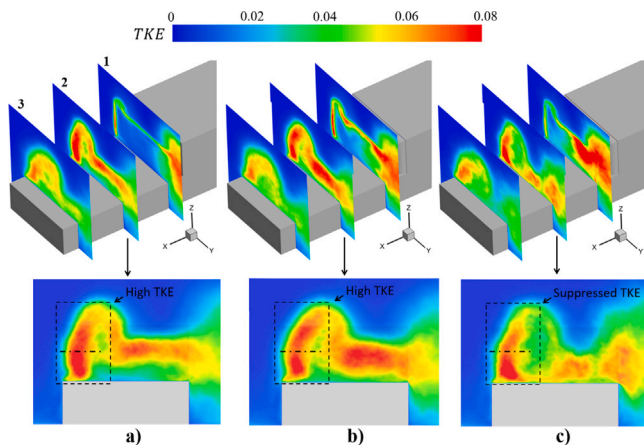 TKE 0 0.02 0.04 0.06 0.08
1
2
3
Z Z Z
X Y X Y X Y
High TKE High TKE Suppressed TKE
a) b) c)